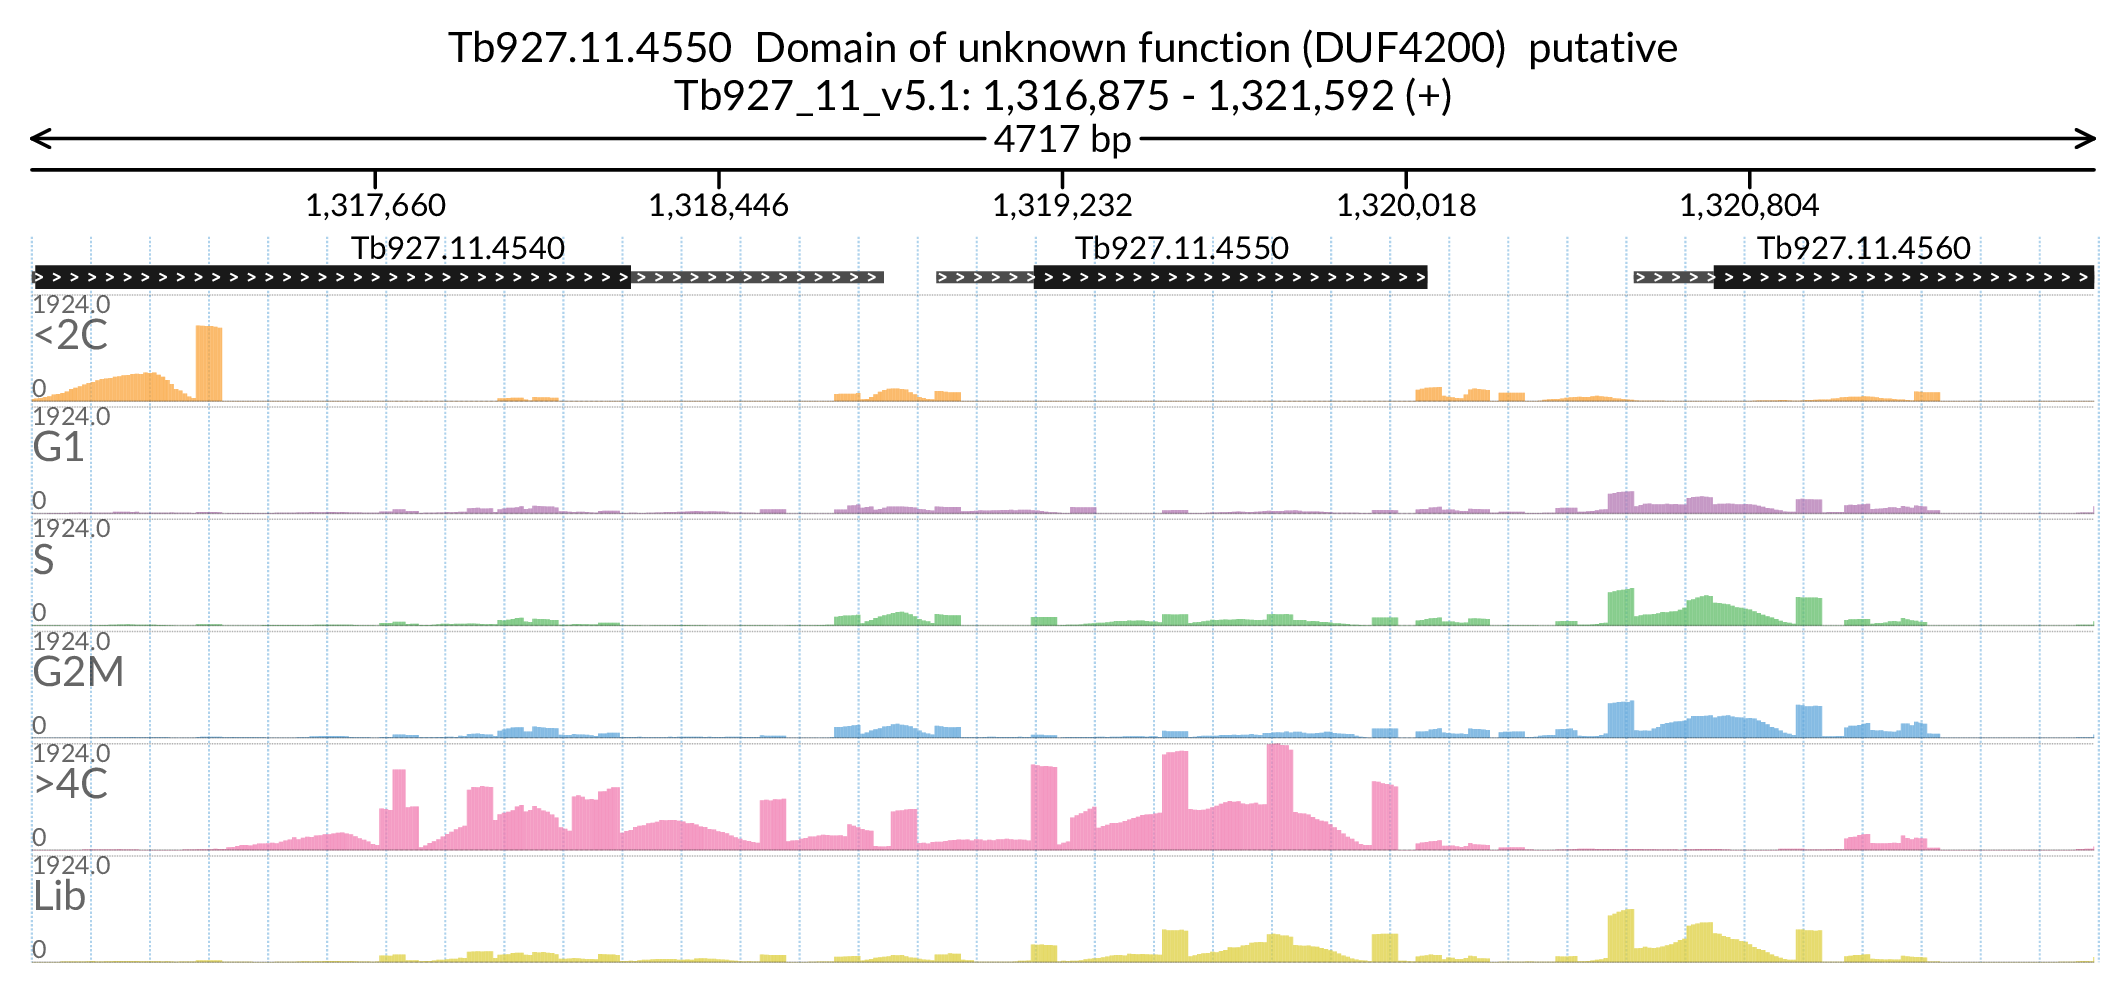 Tb927.11.4550  Domain of unknown function (DUF4200)  putative
Tb927_11_v5.1: 1,316,875 - 1,321,592 (+)
4717 bp
1,317,660 1,318,446 1,319,232 1,320,018 1,320,804
Tb927.11.4540 Tb927.11.4550 Tb927.11.4560
1924.0
<2C
0
1924.0
G1
0
1924.0
S
0
1924.0
G2M
0
1924.0
>4C
0
1924.0
Lib
0